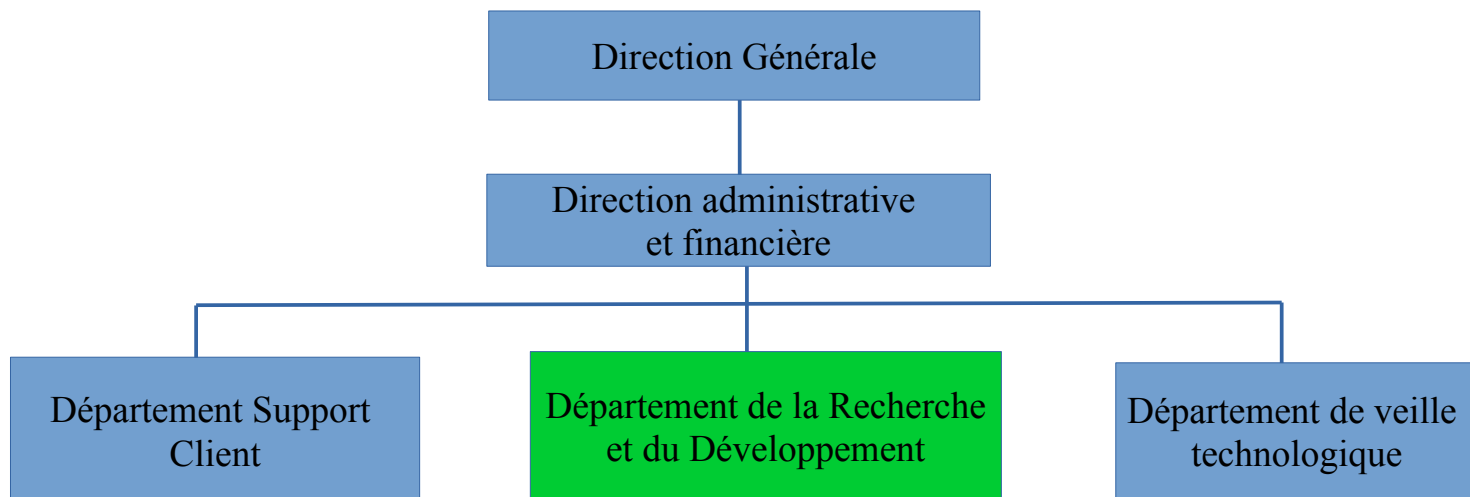 Direction Générale
Direction administrative
et financière
Département Support
Client
Département de la Recherche
et du Développement
Département de veille
technologique